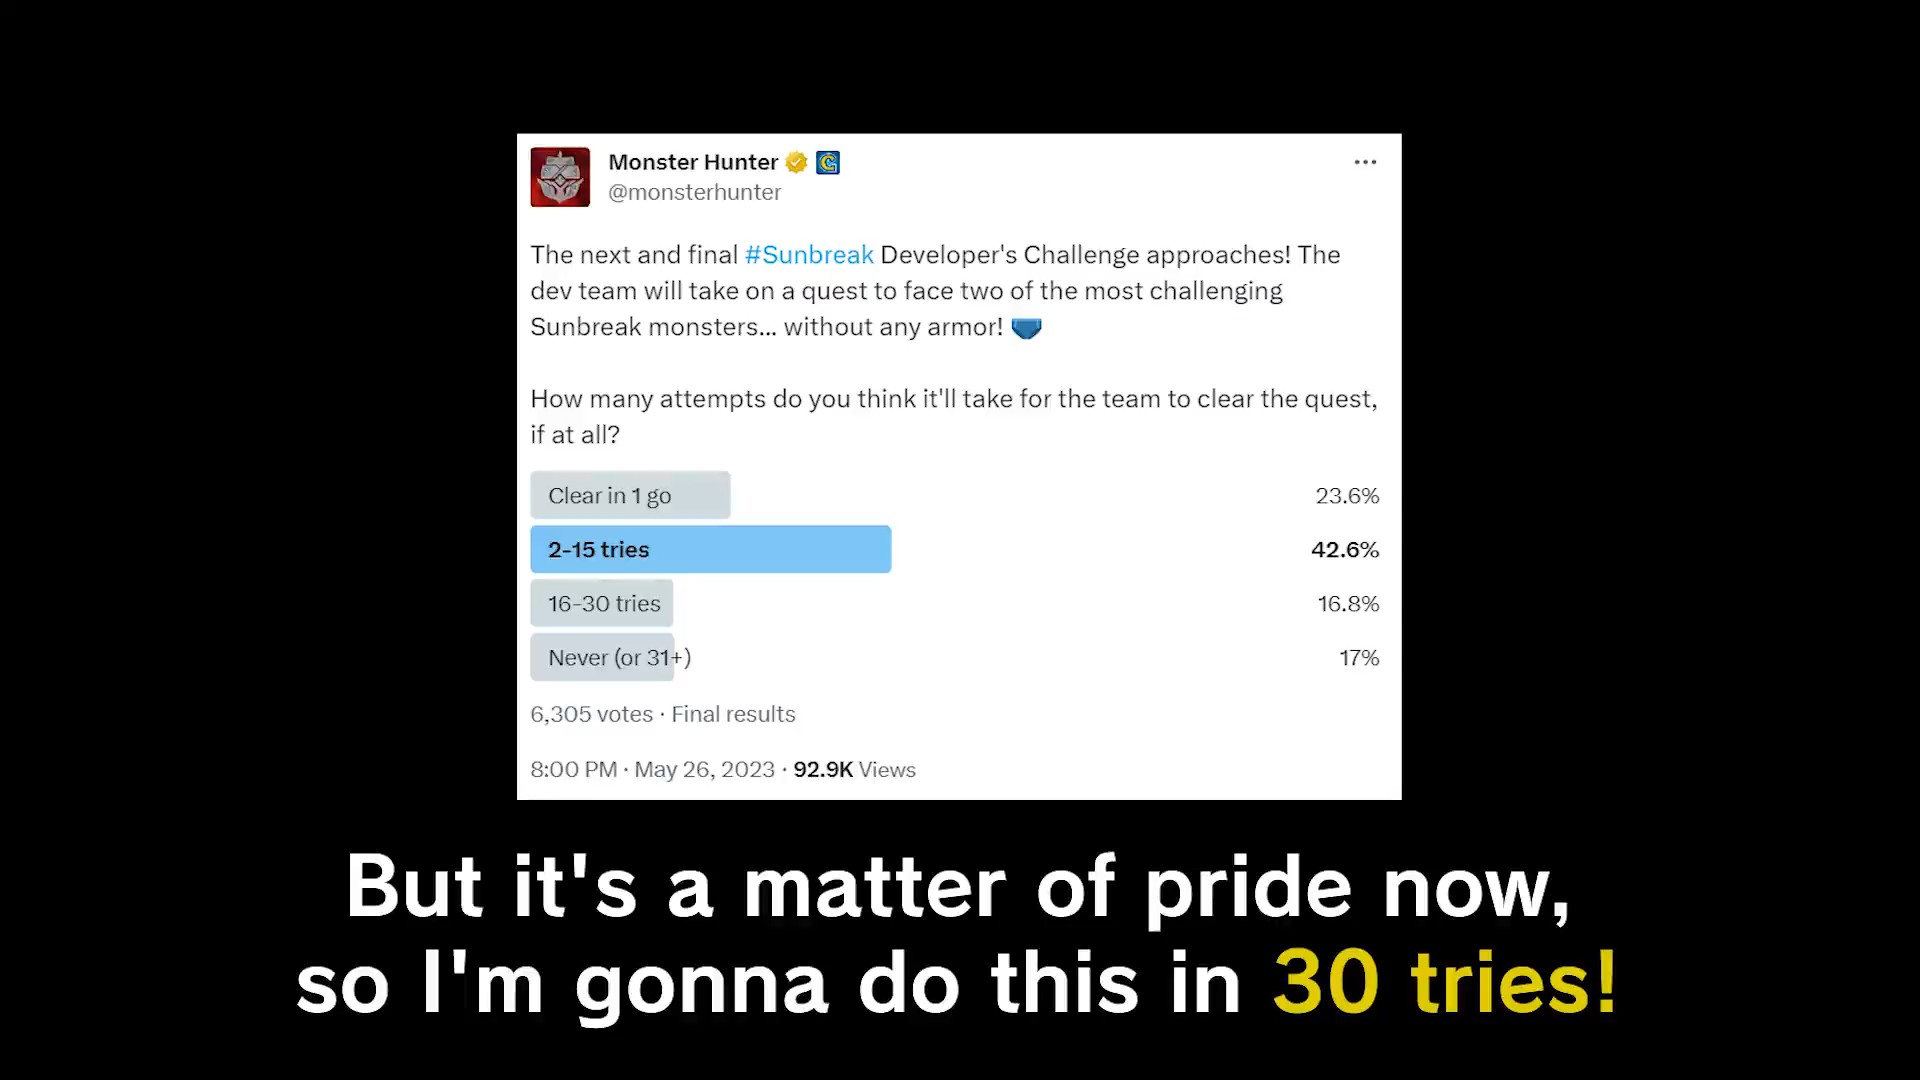 Monster Hunter
@monsterhunter
The next and final #Sunbreak Developer's Challenge approaches! The
dev team will take on a quest to face two of the most challenging
Sunbreak monsters... without any armor!
How many attempts do you think it'll take for the team to clear the quest,
if at all?
Clear in 1 go 23.6%
2-15 tries 42.6%
16-30 tries 16.8%
Never (or 31+) 17%
6,305 votes · Final results
8:00 PM · May 26, 2023 · 92.9K Views
But it's a matter of pride now,
so I'm gonna do this in 30 tries!